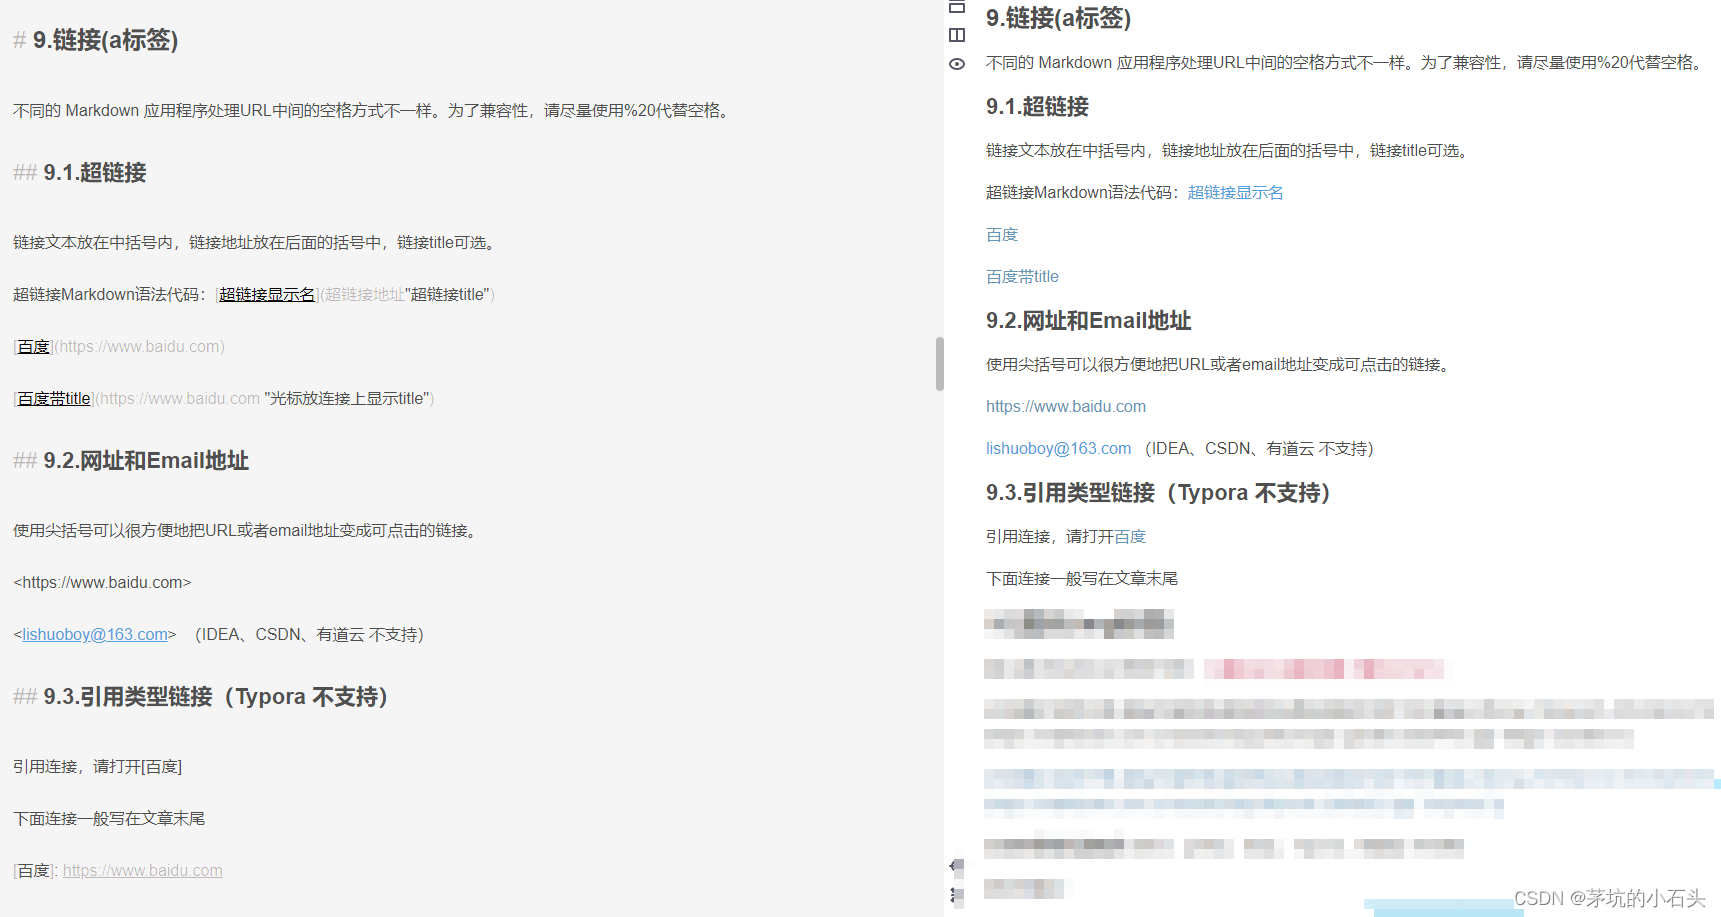 # 9.链接(a标签)
不同的 Markdown 应用程序处理URL中间的空格方式不一样。为了兼容性，请尽量使用%20代替空格。
## 9.1.超链接
链接文本放在中括号内，链接地址放在后面的括号中，链接title可选。
超链接Markdown语法代码：[超链接显示名](超链接地址"超链接title")
[百度](https://www.baidu.com)
[百度带title](https://www.baidu.com "光标放连接上显示title")
## 9.2.网址和Email地址
使用尖括号可以很方便地把URL或者email地址变成可点击的链接。
<https://www.baidu.com>
<lishuoboy@163.com> （IDEA、CSDN、有道云 不支持）
## 9.3.引用类型链接（Typora 不支持）
引用连接，请打开[百度]
下面连接一般写在文章末尾
[百度]: https://www.baidu.com
9.链接(a标签)
不同的 Markdown 应用程序处理URL中间的空格方式不一样。为了兼容性，请尽量使用%20代替空格。
9.1.超链接
链接文本放在中括号内，链接地址放在后面的括号中，链接title可选。
超链接Markdown语法代码：超链接显示名
百度
百度带title
9.2.网址和Email地址
使用尖括号可以很方便地把URL或者email地址变成可点击的链接。
https://www.baidu.com
lishuoboy@163.com （IDEA、CSDN、有道云 不支持）
9.3.引用类型链接（Typora 不支持）
引用连接，请打开百度
下面连接一般写在文章末尾
CSDN @茅坑的小石头